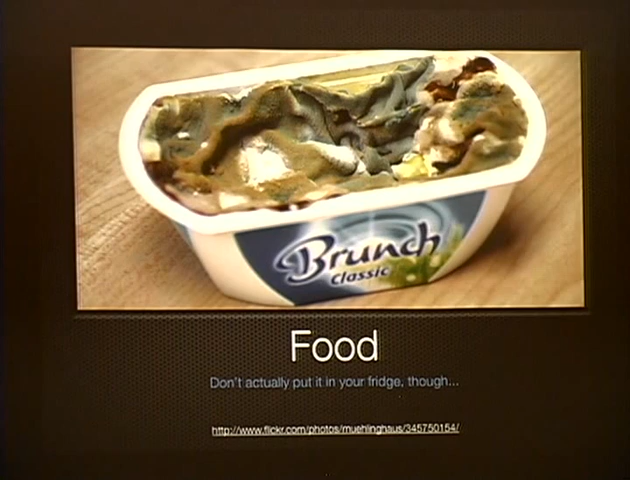 Brunch
Classic
Food
Don't actually put it in your fridge, though...
http://www.flickr.com/photos/muehlinghaus/345750154/